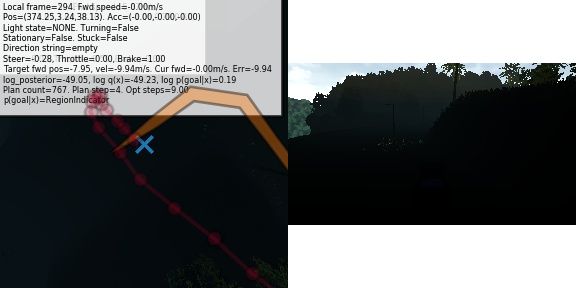 Local frame=294. Fwd speed=-0.00m/s
Pos=(374.25,3.24,38.13). Acc=(-0.00,-0.00,-0.00)
Light state=NONE. Turning=False
Stationary=False. Stuck=False
Direction string=empty
Steer=-0.28, Throttle=0.00, Brake=1.00
Target fwd pos=-7.95, vel=-9.94m/s. Cur fwd=-0.00m/s. Err=-9.94
log_posterior=-49.05, log q(x)=-49.23, log p(goal|x)=0.19
Plan count=767. Plan step=4. Opt steps=9.00
p(goal|x)=RegionIndicator